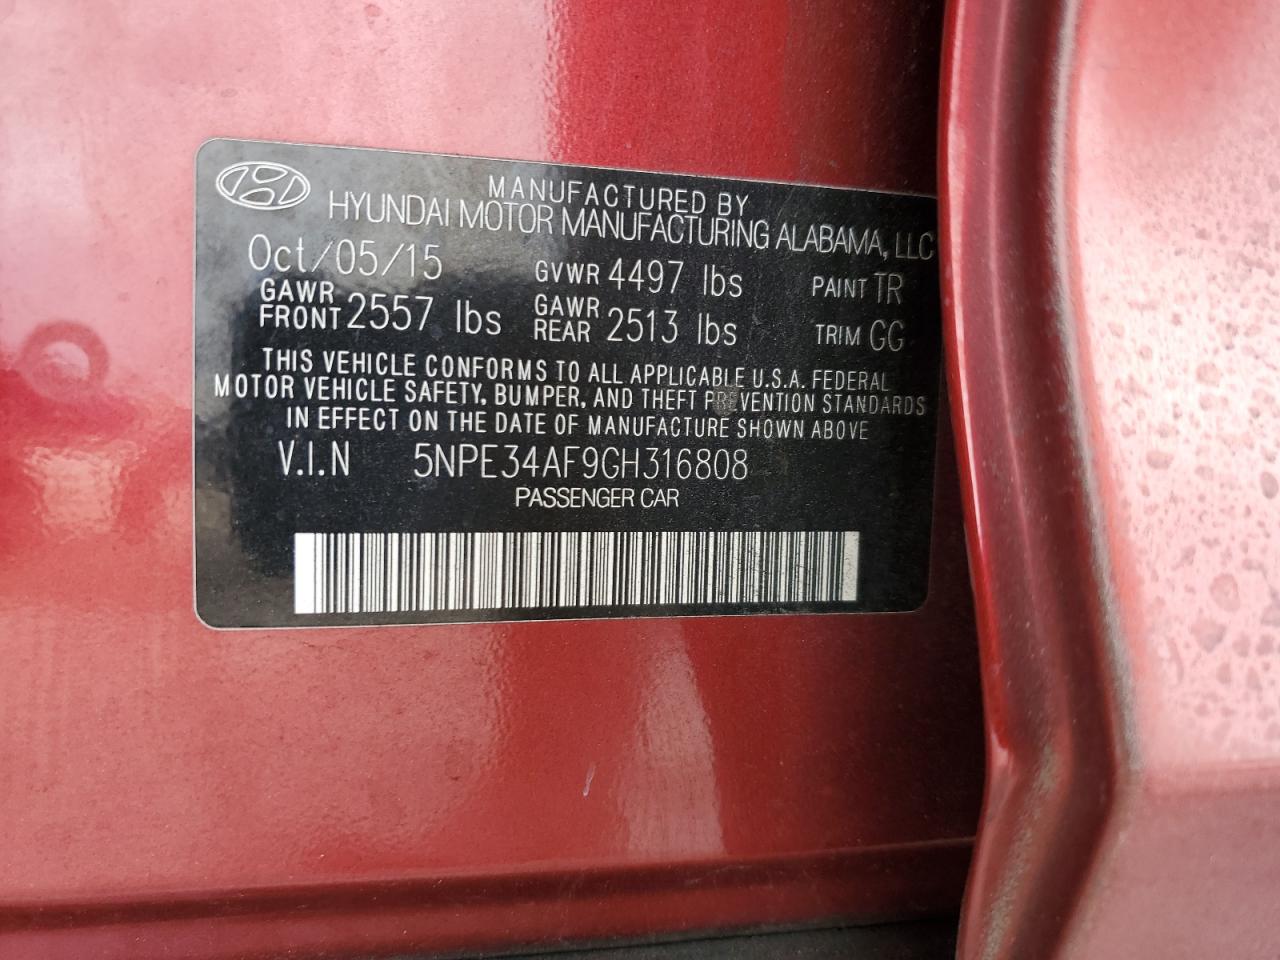 MANUFACTURED BY
HYUNDAI MOTOR MANUFACTURING ALABAMA, LLC
Oct/05/15 GVWR 4497 lbs PAINT TR
GAWR FRONT 2557 lbs GAWR REAR 2513 lbs TRIM GG
THIS VEHICLE CONFORMS TO ALL APPLICABLE U.S.A. FEDERAL
MOTOR VEHICLE SAFETY, BUMPER, AND THEFT PREVENTION STANDARDS
IN EFFECT ON THE DATE OF MANUFACTURE SHOWN ABOVE
V.I.N 5NPE34AF9GH316808
PASSENGER CAR